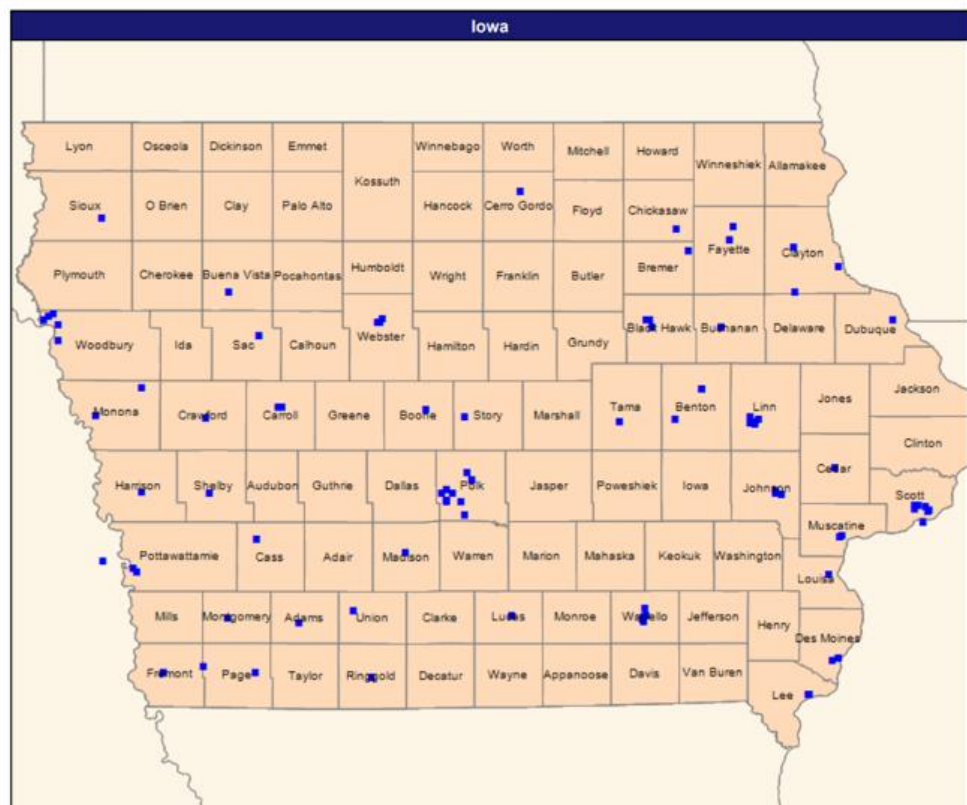 Iowa
Lyon Osceola Dickinson Emmet Winnebago Worth Mitchell Howard Winneshiek Allamakee
Kossuth
Sioux O Brien Clay Palo Alto Hancock Cerro Gordo Floyd Chickasaw
Fayette Clayton
Plymouth Cherokee Buena Vista Pocahontas Humboldt Wright Franklin Butler Bremer
Woodbury Ida Sac Calhoun Webster Hamilton Hardin Grundy Black Hawk Buchanan Delaware Dubuque
Jackson
Monona Crawford Carroll Greene Boone Story Marshall Tama Benton Linn Jones
Clinton
Harrison Shelby Audubon Guthrie Dallas Polk Jasper Poweshiek Iowa Johnson Cedar
Scott
Muscatine
Pottawattamie Cass Adair Madison Warren Marion Mahaska Keokuk Washington
Louisa
Mills Montgomery Adams Union Clarke Lucas Monroe Wapello Jefferson Henry
Des Moines
Fremont Page Taylor Ringgold Decatur Wayne Appanoose Davis Van Buren
Lee